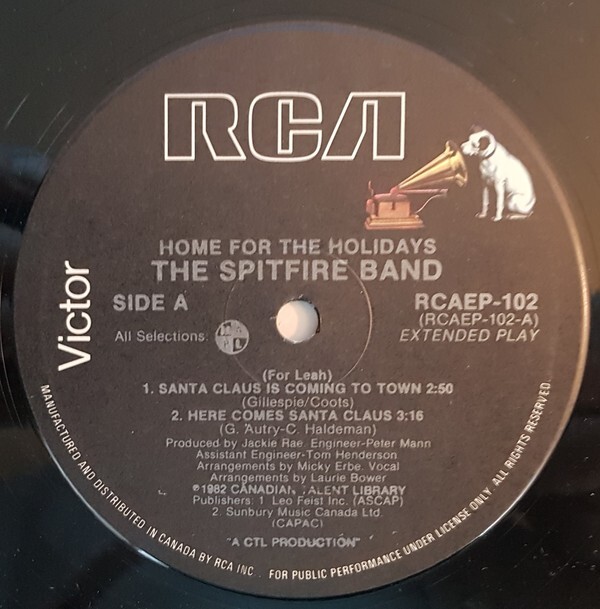 RCA
Victor
HOME FOR THE HOLIDAYS
THE SPITFIRE BAND
SIDE A
RCAEP-102
(RCAEP-102-A)
All Selections:
EXTENDED PLAY
(For Leah)
1. SANTA CLAUS IS COMING TO TOWN 2:50
(Gillespie/Coots)
2. HERE COMES SANTA CLAUS 3:16
(G. Autry-C. Haldeman)
Produced by Jackie Rae. Engineer-Peter Mann
Assistant Engineer-Tom Henderson
Arrangements by Micky Erbe. Vocal
Arrangements by Laurie Bower
℗1982 CANADIAN TALENT LIBRARY
Publishers: 1. Leo Feist Inc. (ASCAP)
2. Sunbury Music Canada Ltd.
(CAPAC)
"A CTL PRODUCTION"
MANUFACTURED AND DISTRIBUTED IN CANADA BY RCA INC. FOR PUBLIC PERFORMANCE UNDER LICENSE ONLY. ALL RIGHTS RESERVED.